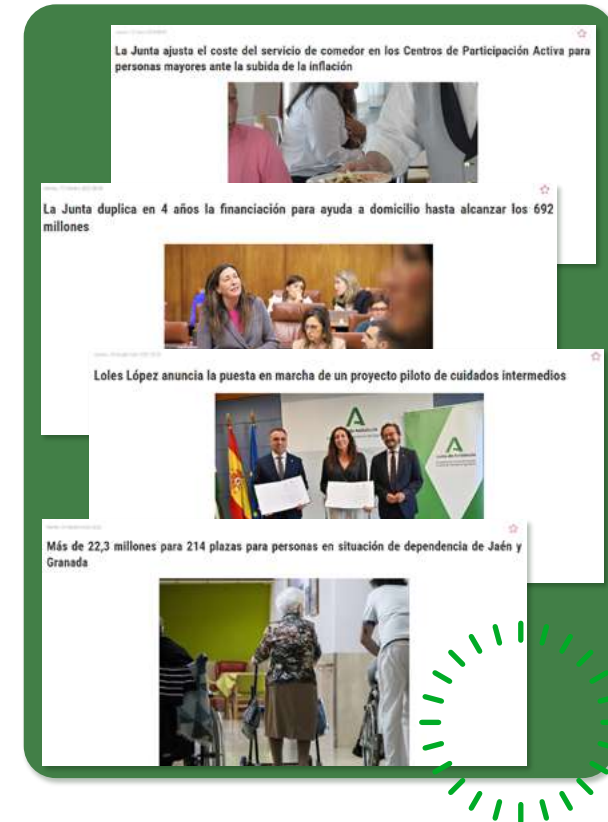 La Junta ajusta el coste del servicio de comedor en los Centros de Participación Activa para
personas mayores ante la subida de la inflación
La Junta duplica en 4 años la financiación para ayuda a domicilio hasta alcanzar los 692
millones
Loles López anuncia la puesta en marcha de un proyecto piloto de cuidados intermedios
A
A
Junta de Andalucía
Más de 22,3 millones para 214 plazas para personas en situación de dependencia de Jaén y
Granada